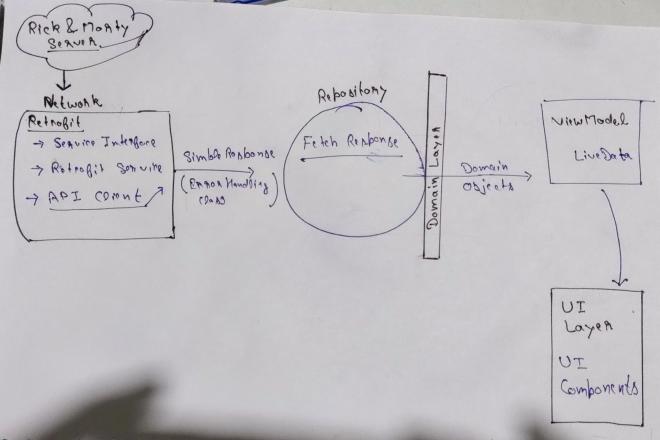 Rick & Morty
Server
Network
Retrofit
→ Service Interface
→ Retrofit Service
→ API Client
Simple Response
(Error Handling
class)
Repository
Fetch Response
Domain Layer
Domain
Objects
ViewModel
LiveData
UI
Layer
UI
Components